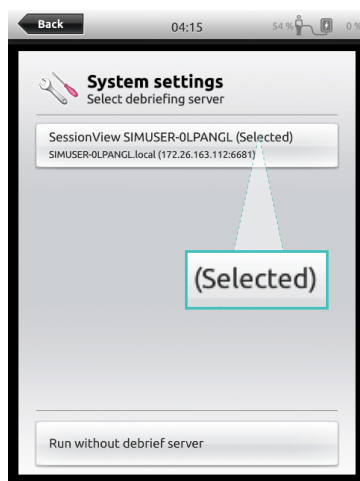 Back
04:15
54 %
0 %
System settings
Select debriefing server
SessionView SIMUSER-0LPANGL (Selected)
SIMUSER-0LPANGL.local (172.26.163.112:6681)
(Selected)
Run without debrief server